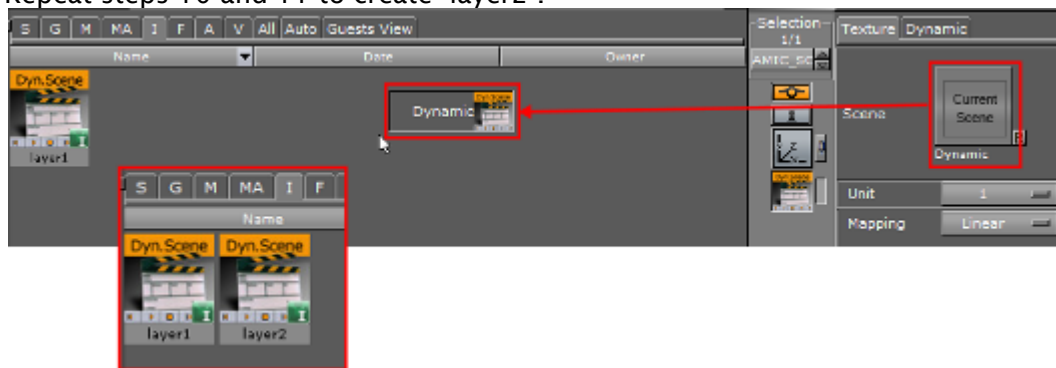 Repeat steps 10 and 11 to create "layer2".
S G M MA I F A V All Auto Guests View
Name Date Owner
Dyn.Scene
layer1
Dynamic
Selection
1/1
Texture Dynamic
Scene
Current
Scene
Dynamic
Unit 1
Mapping Linear
S G M MA I F
Name
Dyn.Scene Dyn.Scene
layer1 layer2